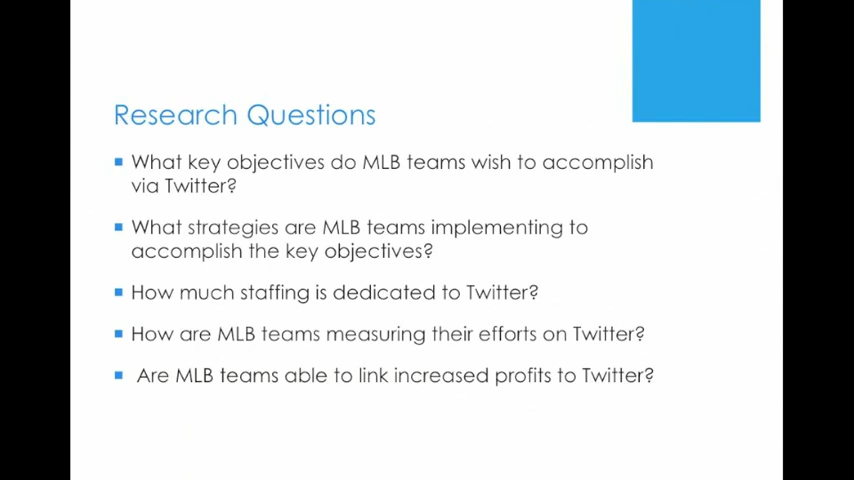 Research Questions
What key objectives do MLB teams wish to accomplish
via Twitter?
What strategies are MLB teams implementing to
accomplish the key objectives?
How much staffing is dedicated to Twitter?
How are MLB teams measuring their efforts on Twitter?
Are MLB teams able to link increased profits to Twitter?